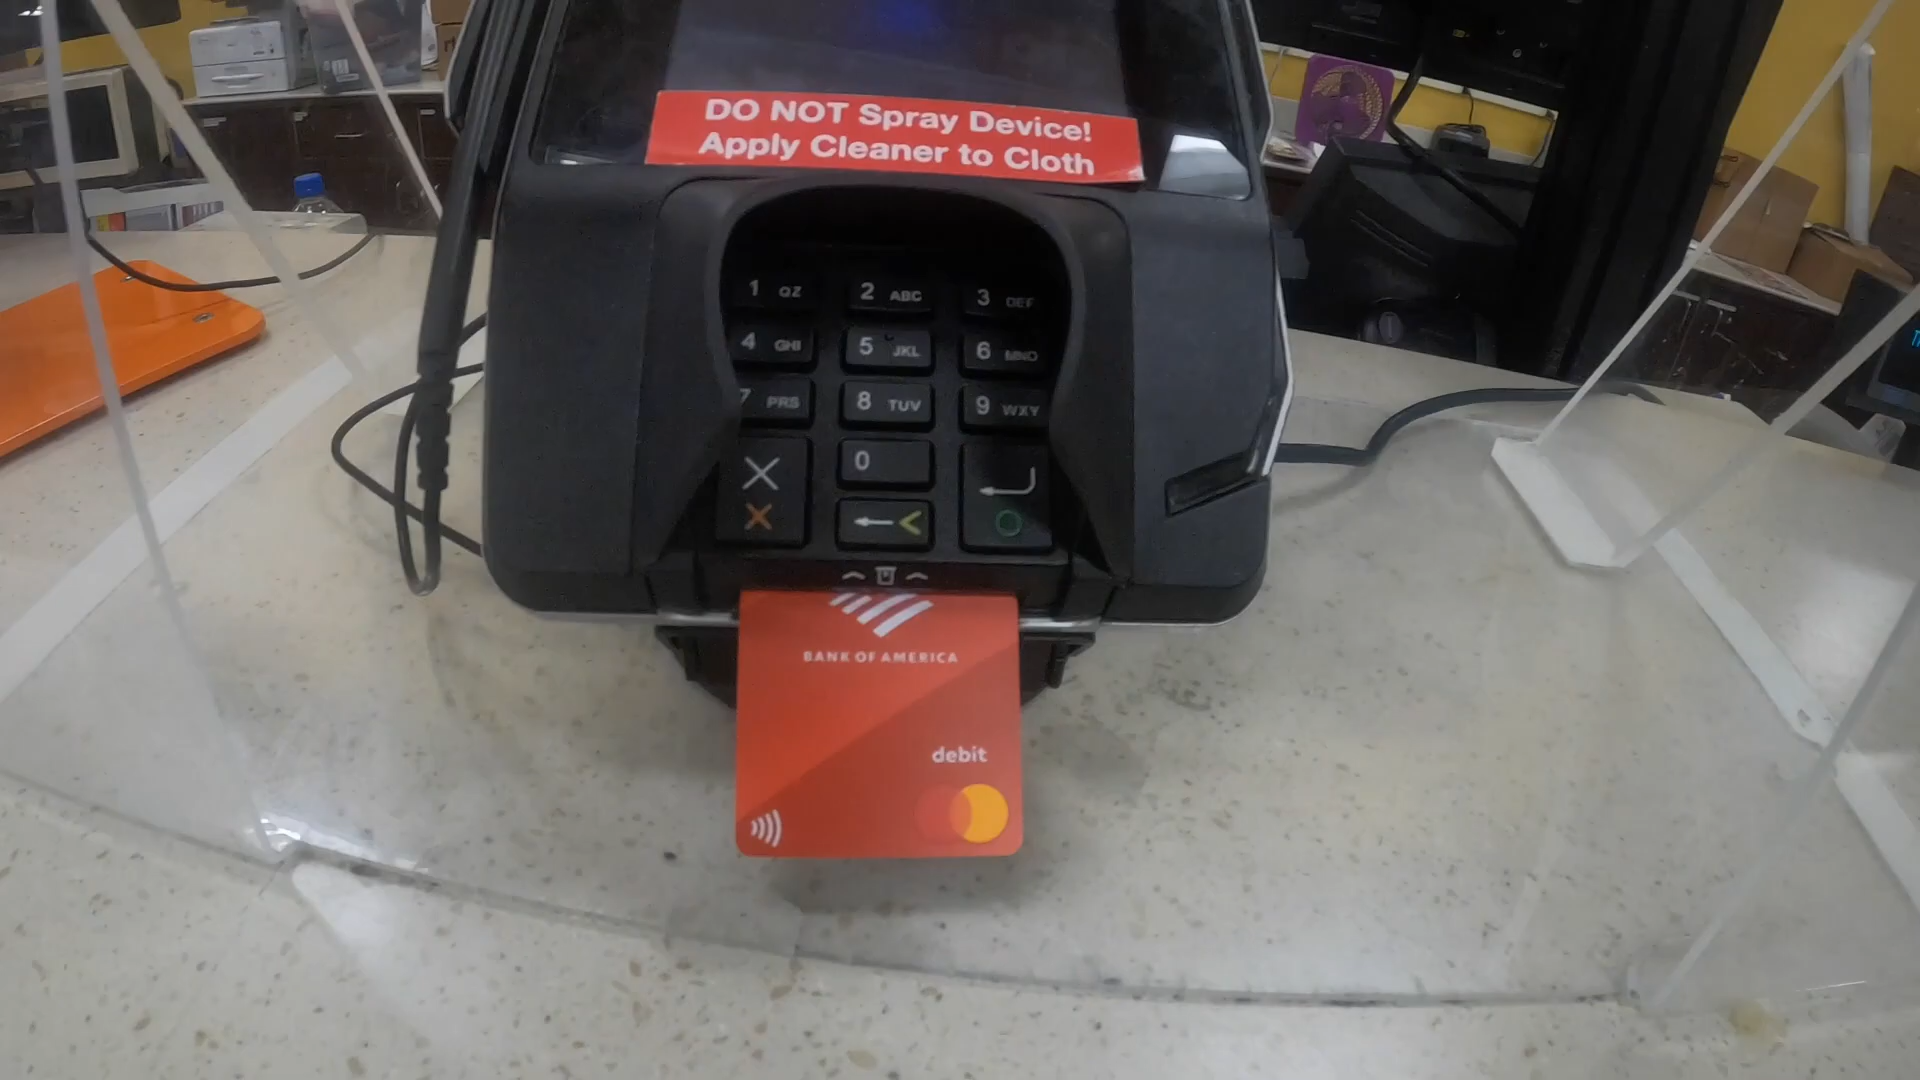 DO NOT Spray Device!
Apply Cleaner to Cloth
1 QZ 2 ABC 3 DEF
4 GHI 5 JKL 6 MNO
7 PRS 8 TUV 9 WXY
0
BANK OF AMERICA
debit